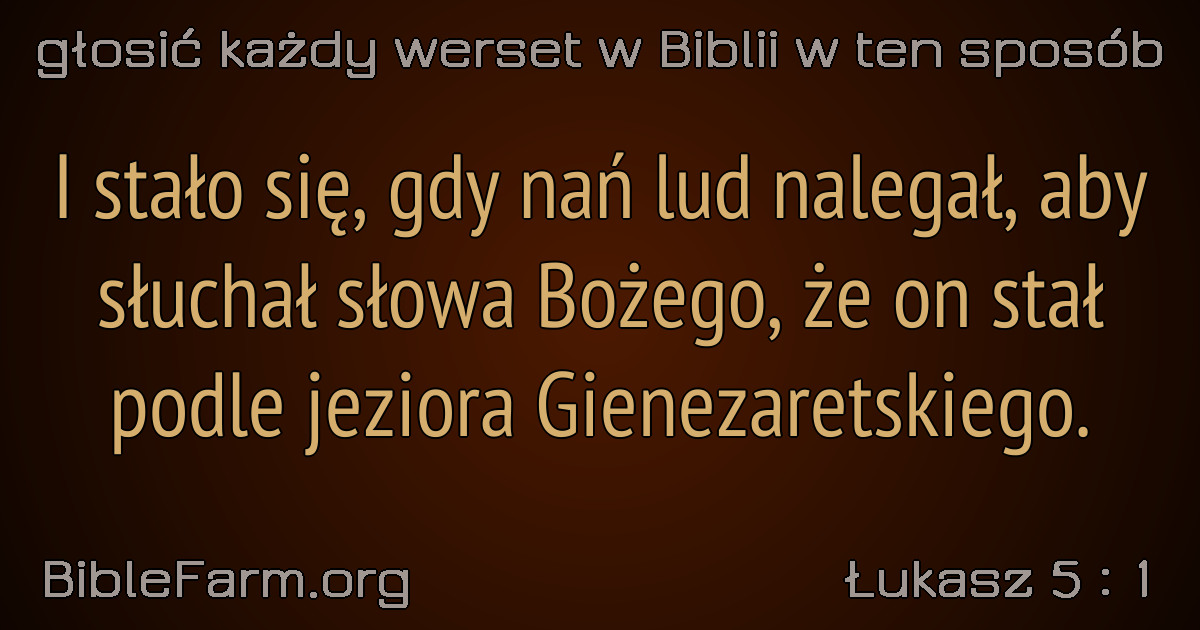 głosić każdy werset w Biblii w ten sposób
I stało się, gdy nań lud nalegał, aby
słuchał słowa Bożego, że on stał
podle jeziora Gienezaretskiego.
BibleFarm.org
Łukasz 5 : 1